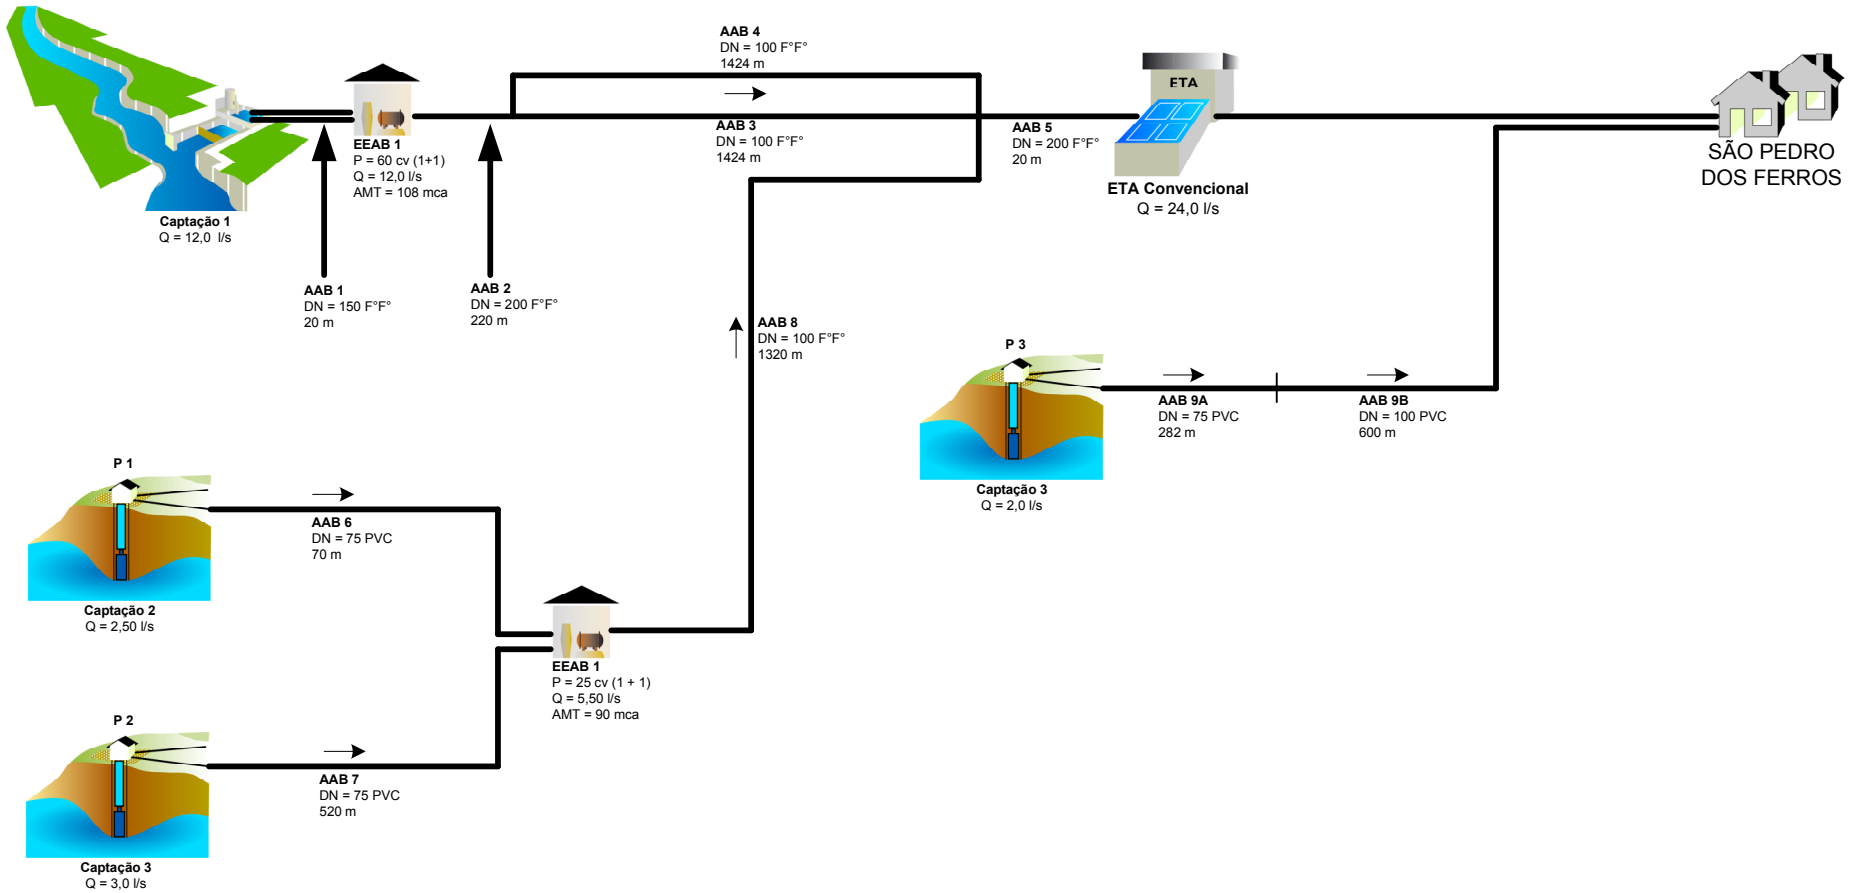 AAB 4
DN = 100 F°F°
1424 m
ETA
AAB 3
DN = 100 F°F°
1424 m
AAB 5
DN = 200 F°F°
20 m
EEAB 1
P = 60 cv (1+1)
Q = 12,0 l/s
AMT = 108 mca
SÃO PEDRO
DOS FERROS
ETA Convencional
Q = 24,0 l/s
Captação 1
Q = 12,0 l/s
AAB 1
DN = 150 F°F°
20 m
AAB 2
DN = 200 F°F°
220 m
AAB 8
DN = 100 F°F°
1320 m
P 3
AAB 9A
DN = 75 PVC
282 m
AAB 9B
DN = 100 PVC
600 m
Captação 3
Q = 2,0 l/s
P 1
AAB 6
DN = 75 PVC
70 m
Captação 2
Q = 2,50 l/s
EEAB 1
P = 25 cv (1 + 1)
Q = 5,50 l/s
AMT = 90 mca
P 2
AAB 7
DN = 75 PVC
520 m
Captação 3
Q = 3,0 l/s